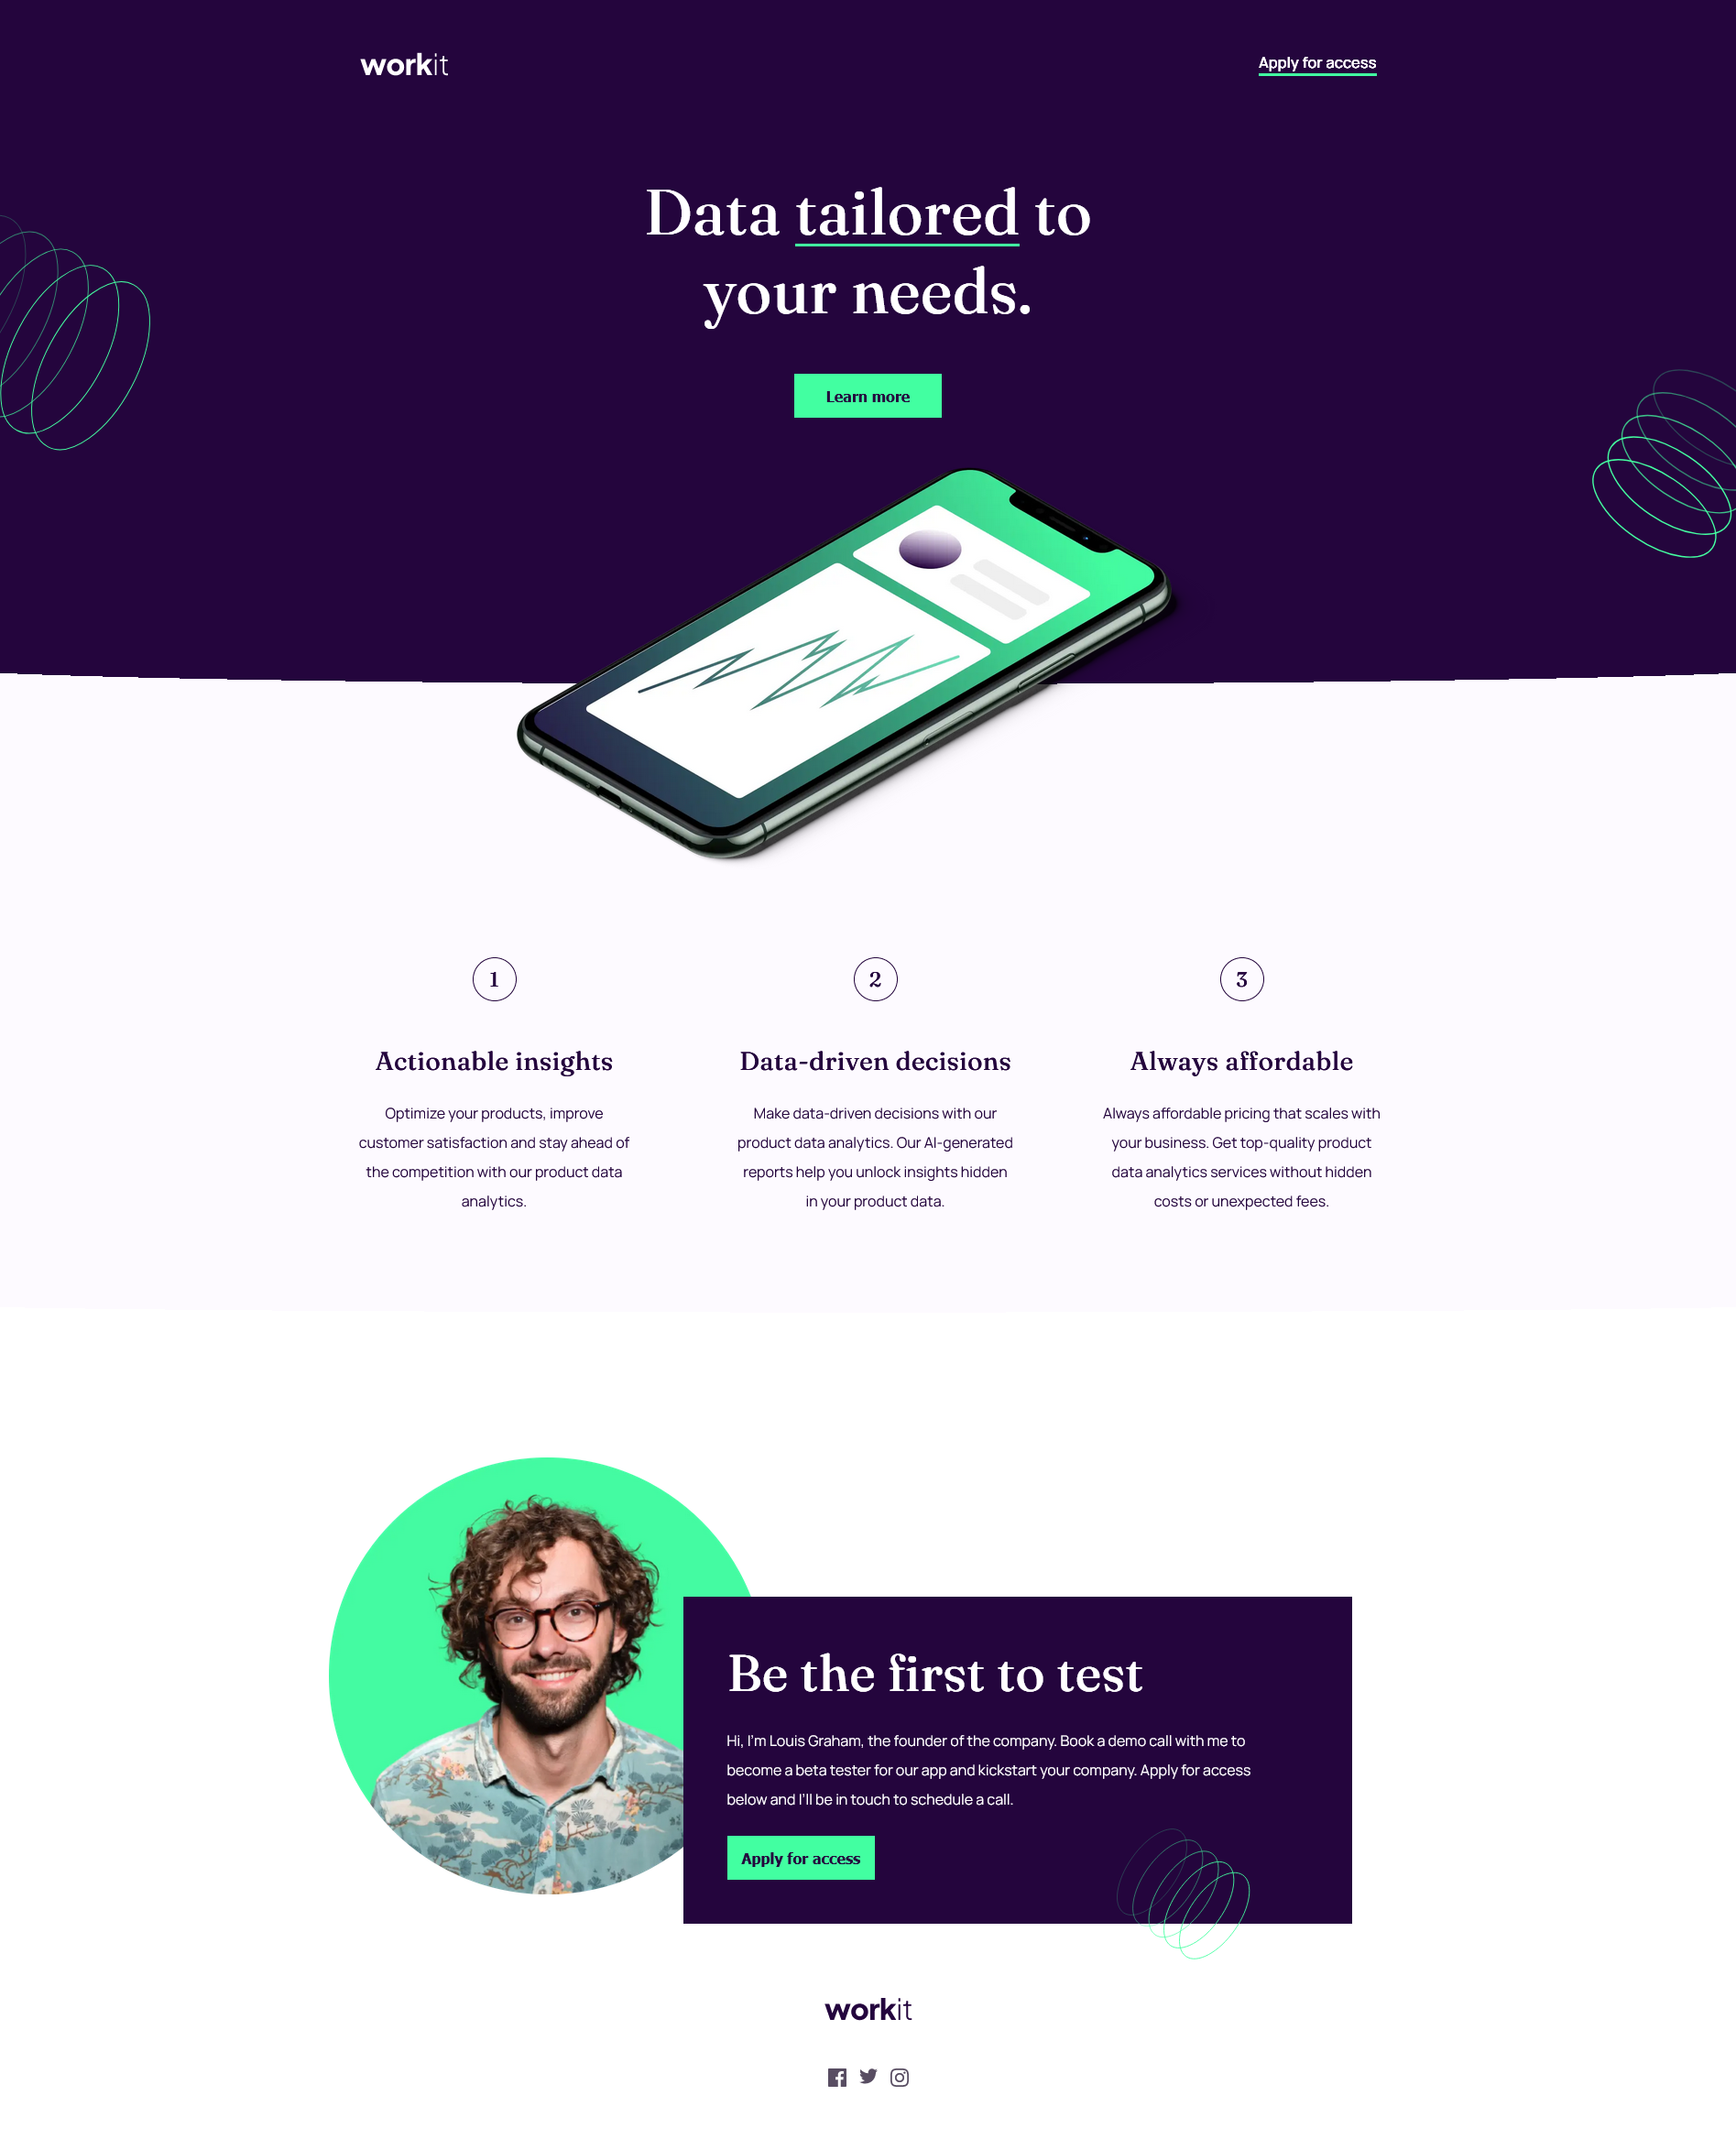 workit
Apply for access
Data tailored to
your needs.
Learn more
1
Actionable insights
Optimize your products, improve
customer satisfaction and stay ahead of
the competition with our product data
analytics.
2
Data-driven decisions
Make data-driven decisions with our
product data analytics. Our AI-generated
reports help you unlock insights hidden
in your product data.
3
Always affordable
Always affordable pricing that scales with
your business. Get top-quality product
data analytics services without hidden
costs or unexpected fees.
Be the first to test
Hi, I'm Louis Graham, the founder of the company. Book a demo call with me to
become a beta tester for our app and kickstart your company. Apply for access
below and I'll be in touch to schedule a call.
Apply for access
workit